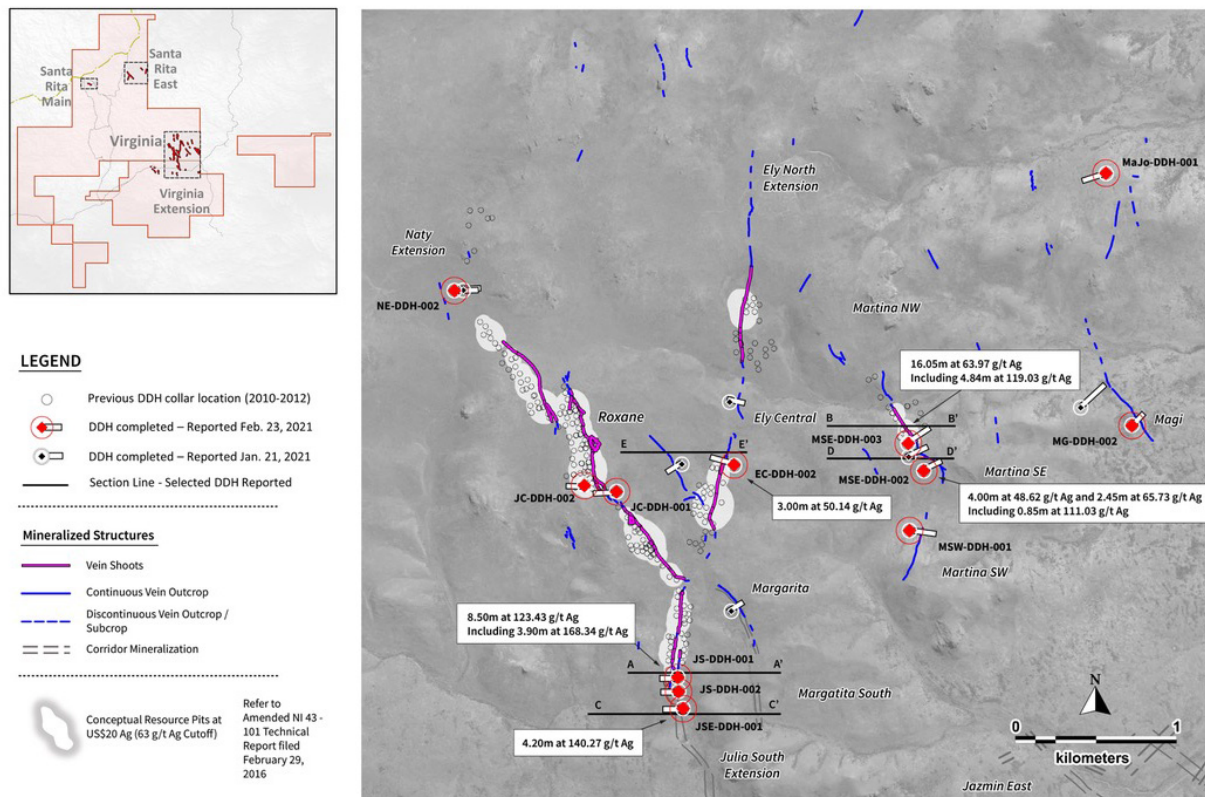 Santa
Rita
Main
Santa
Rita
East
Virginia
Virginia
Extension
LEGEND
Previous DDH collar location (2010-2012)
DDH completed – Reported Feb. 23, 2021
DDH completed – Reported Jan. 21, 2021
Section Line - Selected DDH Reported
Mineralized Structures
Vein Shoots
Continuous Vein Outcrop
Discontinuous Vein Outcrop /
Subcrop
Corridor Mineralization
Conceptual Resource Pits at
US$20 Ag (63 g/t Ag Cutoff)
Refer to
Amended NI 43 -
101 Technical
Report filed
February 29,
2016
MaJo-DDH-001
Ely North
Extension
Naty
Extension
NE-DDH-002
Martina NW
16.05m at 63.97 g/t Ag
Including 4.84m at 119.03 g/t Ag
Roxane
Ely Central
B
B'
Magi
MSE-DDH-003
MG-DDH-002
E
E'
D
D'
EC-DDH-002
Martina SE
MSE-DDH-002
JC-DDH-002
JC-DDH-001
3.00m at 50.14 g/t Ag
4.00m at 48.62 g/t Ag and 2.45m at 65.73 g/t Ag
Including 0.85m at 111.03 g/t Ag
MSW-DDH-001
Martina SW
Margarita
8.50m at 123.43 g/t Ag
Including 3.90m at 168.34 g/t Ag
JS-DDH-001
A
A'
JS-DDH-002
Margatita South
C
C'
JSE-DDH-001
4.20m at 140.27 g/t Ag
Julia South
Extension
N
0
1
kilometers
Jazmin East